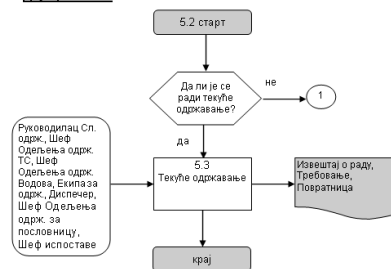 5.2 старт
Да ли је се
ради текуће
одржавање?
не
1
да
Руководилац Сл.
одрж., Шеф
Одељења одрж.
ТС, Шеф
Одељења одрж.
Водова, Екипа за
одрж., Диспечер,
Шеф Одељења
одрж. за
пословницу,
Шеф испоставе
5.3
Текуће одржавање
Извештај о раду,
Требовање,
Повратница
крај